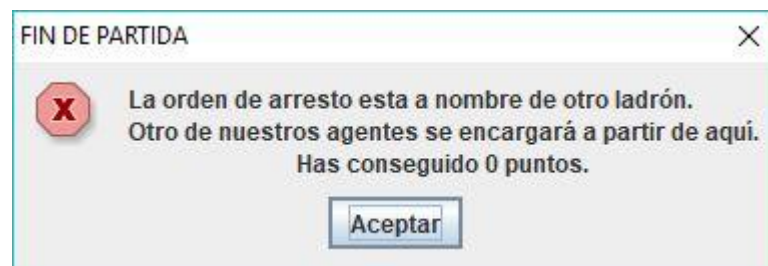 FIN DE PARTIDA
La orden de arresto esta a nombre de otro ladrón.
Otro de nuestros agentes se encargará a partir de aquí.
Has conseguido 0 puntos.
Aceptar